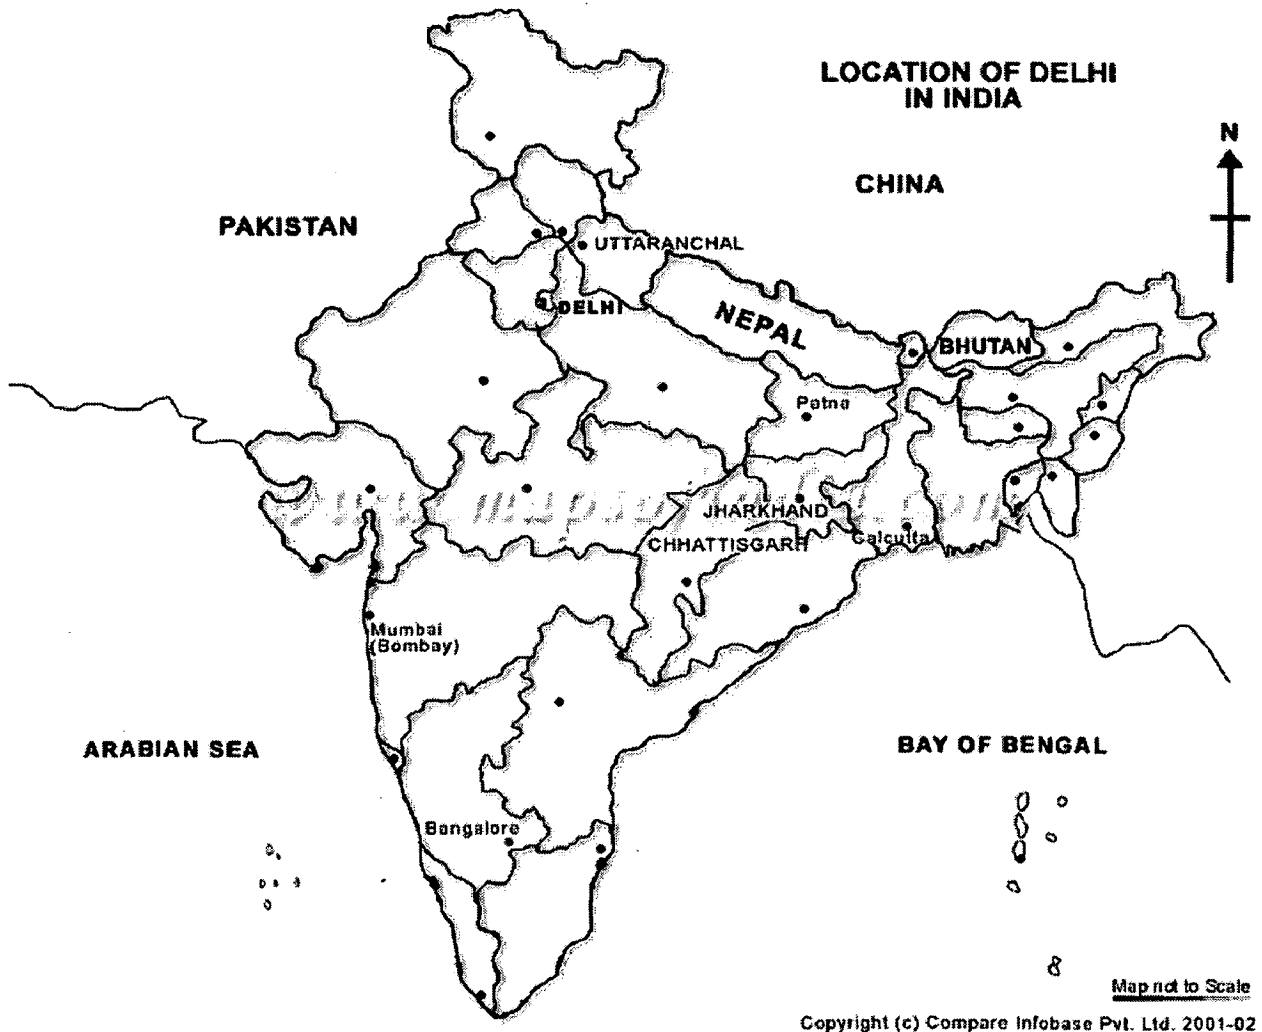 LOCATION OF DELHI
IN INDIA
N
CHINA
PAKISTAN
UTTARANCHAL
DELHI
NEPAL
BHUTAN
Patna
JHARKHAND
CHHATTISGARH
Calcutta
Mumbai
(Bombay)
ARABIAN SEA
BAY OF BENGAL
Bangalore
Map not to Scale
Copyright (c) Compare Infobase Pvt. Ltd. 2001-02